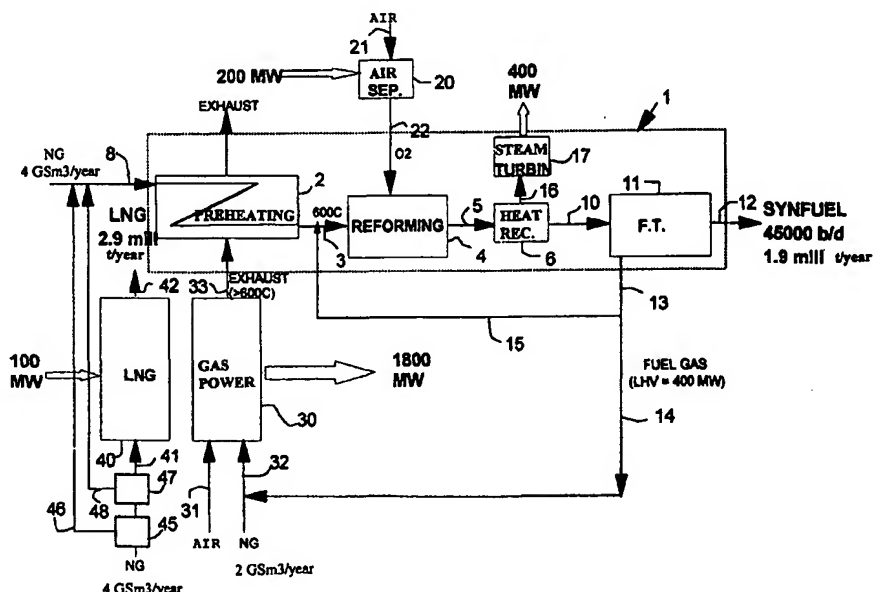 AIR
21
200 MW
AIR
SEP.
20
400
MW
EXHAUST
1
22
O2
STEAM
TURBIN
17
NG
4 GSm3/year
8
2
PREHEATING
LNG
2.9 mill
t/year
600C
3
REFORMING
4
5
16
HEAT
REC.
6
10
11
F.T.
12
SYNFUEL
45000 b/d
1.9 mill t/year
13
42
33
EXHAUST
(>600C)
15
100
MW
LNG
GAS
POWER
1800
MW
30
FUEL GAS
(LHV = 400 MW)
14
40
41
32
47
48
46
45
31
NG
4 GSm3/year
AIR
NG
2 GSm3/year